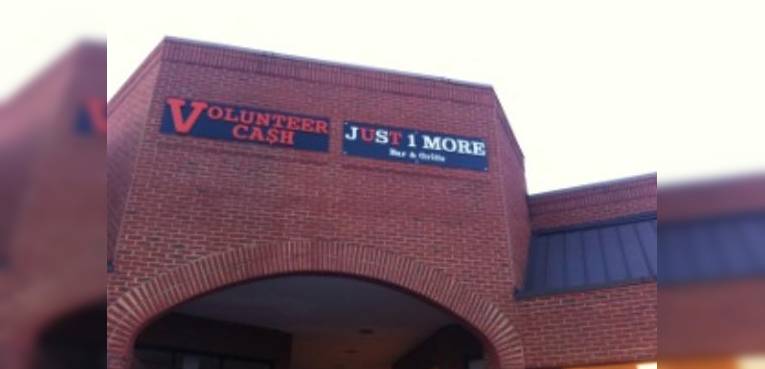 VOLUNTEER
CA$H
JUST 1 MORE
Bar & Grille